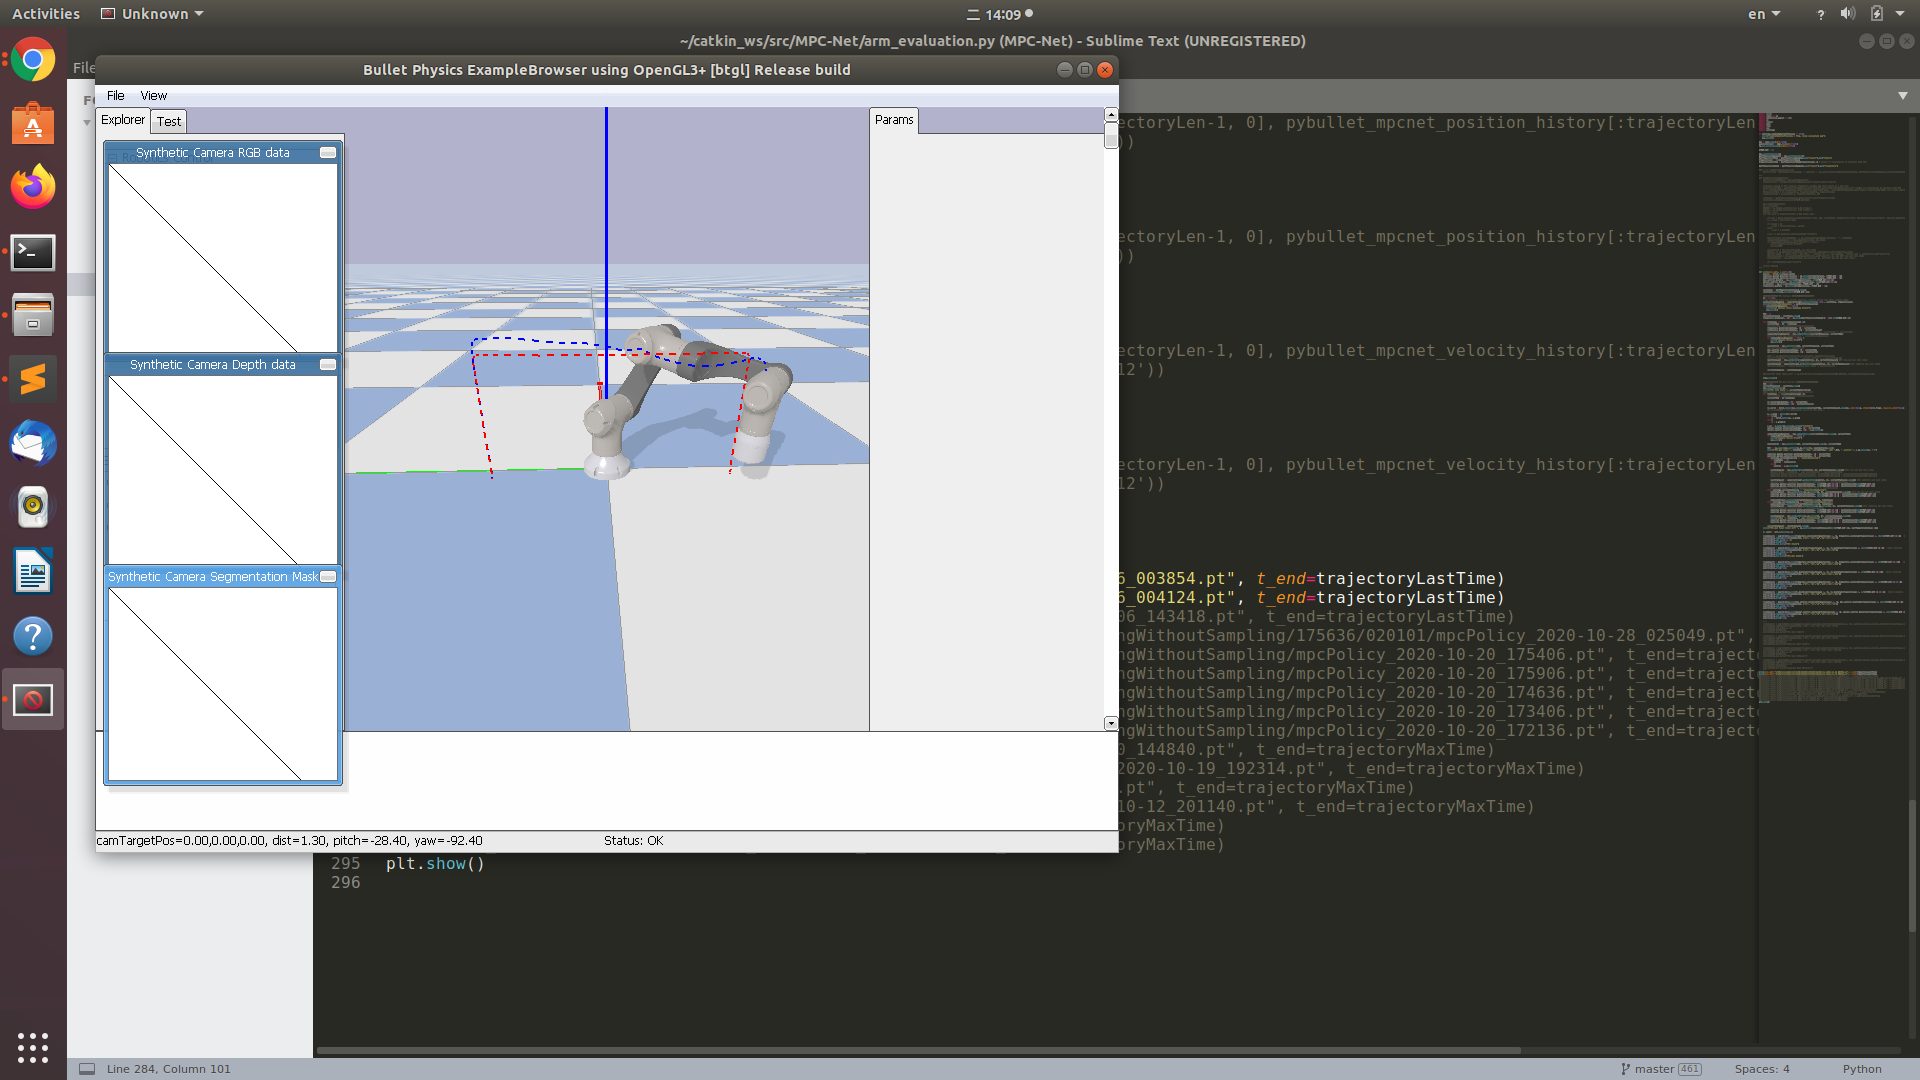 Activities
Unknown
二 14:09
en
?
~/catkin_ws/src/MPC-Net/arm_evaluation.py (MPC-Net) - Sublime Text (UNREGISTERED)
File
Bullet Physics ExampleBrowser using OpenGL3+ [btgl] Release build
File View
Explorer Test
Params
Synthetic Camera RGB data
Synthetic Camera Depth data
Synthetic Camera Segmentation Mask
camTargetPos=0.00,0.00,0.00, dist=1.30, pitch=-28.40, yaw=-92.40
Status: OK
ectoryLen-1, 0], pybullet_mpcnet_position_history[:trajectoryLen
))
ectoryLen-1, 0], pybullet_mpcnet_position_history[:trajectoryLen
))
ectoryLen-1, 0], pybullet_mpcnet_velocity_history[:trajectoryLen
12'))
ectoryLen-1, 0], pybullet_mpcnet_velocity_history[:trajectoryLen
12'))
6_003854.pt", t_end=trajectoryLastTime)
6_004124.pt", t_end=trajectoryLastTime)
06_143418.pt", t_end=trajectoryLastTime)
ngWithoutSampling/175636/020101/mpcPolicy_2020-10-28_025049.pt",
ngWithoutSampling/mpcPolicy_2020-10-20_175406.pt", t_end=trajecto
ngWithoutSampling/mpcPolicy_2020-10-20_175906.pt", t_end=trajecto
ngWithoutSampling/mpcPolicy_2020-10-20_174636.pt", t_end=trajecto
ngWithoutSampling/mpcPolicy_2020-10-20_173406.pt", t_end=trajecto
ngWithoutSampling/mpcPolicy_2020-10-20_172136.pt", t_end=trajecto
0_144840.pt", t_end=trajectoryMaxTime)
2020-10-19_192314.pt", t_end=trajectoryMaxTime)
.pt", t_end=trajectoryMaxTime)
10-12_201140.pt", t_end=trajectoryMaxTime)
oryMaxTime)
oryMaxTime)
295 plt.show()
296
Line 284, Column 101
master 461
Spaces: 4
Python